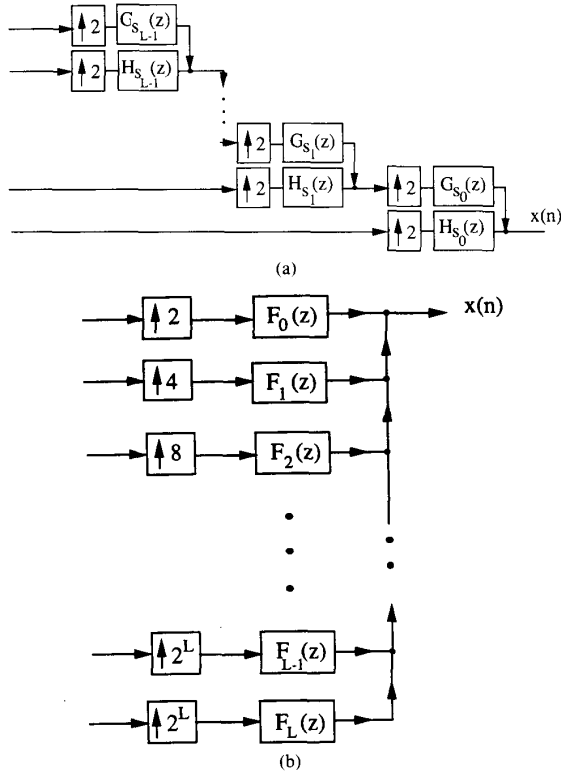 ↑2 G_{S_{L-1}}(z)
↑2 H_{S_{L-1}}(z)
↑2 G_{S_1}(z)
↑2 H_{S_1}(z) ↑2 G_{S_0}(z)
x(n)
↑2 H_{S_0}(z)
(a)
↑2 F_0(z) x(n)
↑4 F_1(z)
↑8 F_2(z)
↑2^L F_{L-1}(z)
↑2^L F_L(z)
(b)